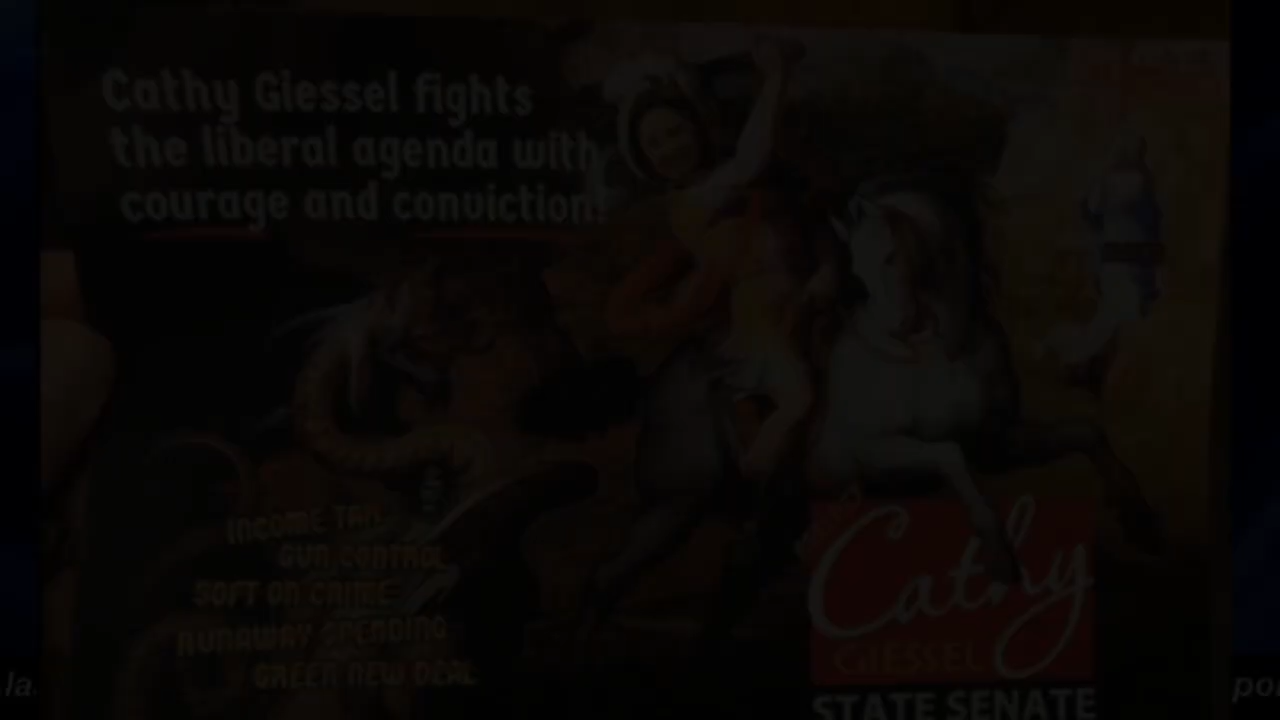 Cathy Giessel fights
the liberal agenda with
courage and conviction!
INCOME TAX
GUN CONTROL
SOFT ON CRIME
RUNAWAY SPENDING
GREEN NEW DEAL
Cathy
GIESSEL
STATE SENATE
la